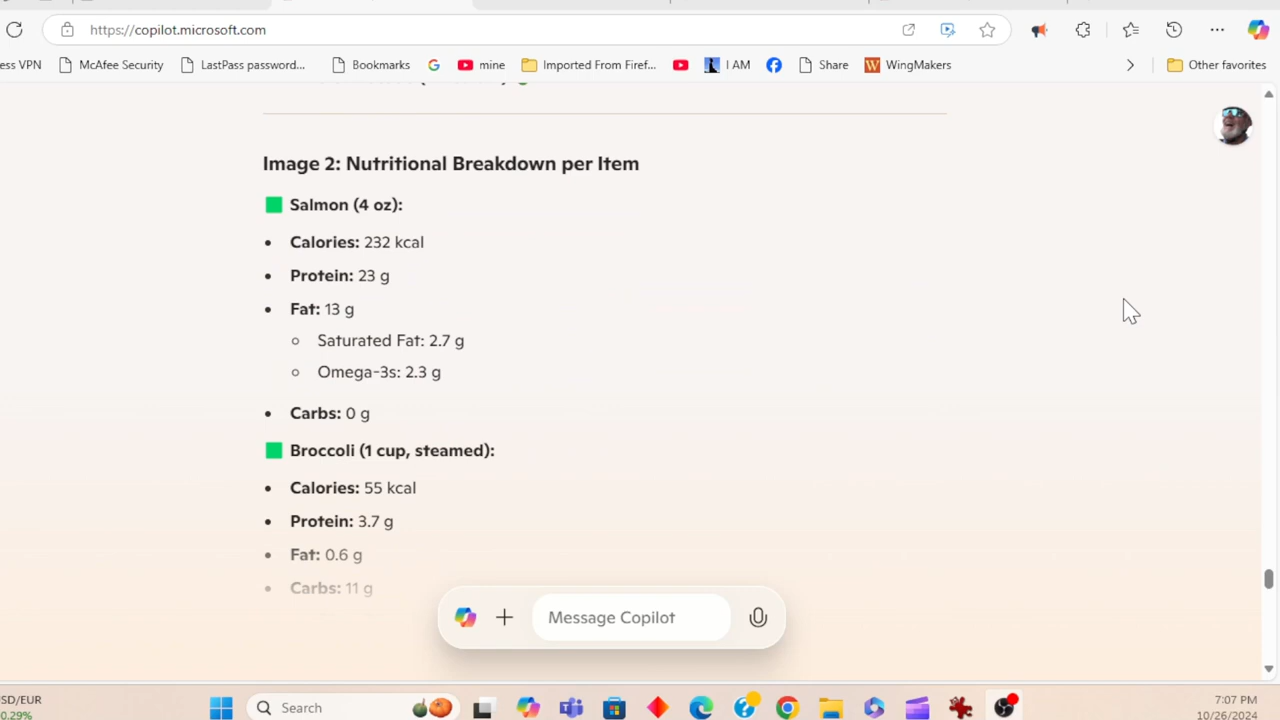 https://copilot.microsoft.com
ess VPN McAfee Security LastPass password... Bookmarks mine Imported From Firef... I AM Share WingMakers Other favorites
Image 2: Nutritional Breakdown per Item
Salmon (4 oz):
• Calories: 232 kcal
• Protein: 23 g
• Fat: 13 g
Saturated Fat: 2.7 g
Omega-3s: 2.3 g
• Carbs: 0 g
Broccoli (1 cup, steamed):
• Calories: 55 kcal
• Protein: 3.7 g
• Fat: 0.6 g
• Carbs: 11 g
Message Copilot
SD/EUR
0.29%
Search
7:07 PM
10/26/2024